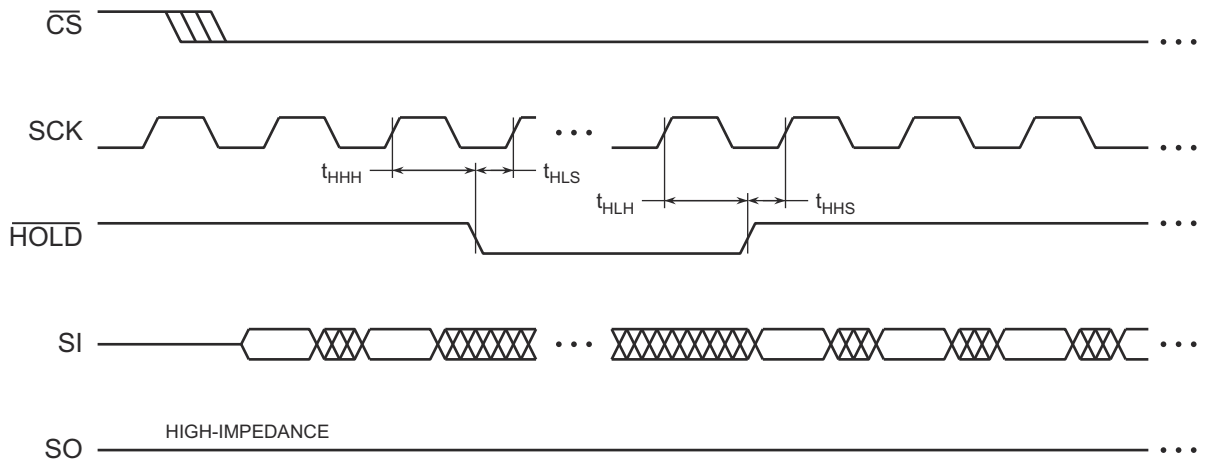 CS
SCK
tHHH
tHLS
tHLH
tHHS
HOLD
SI
SO
HIGH-IMPEDANCE